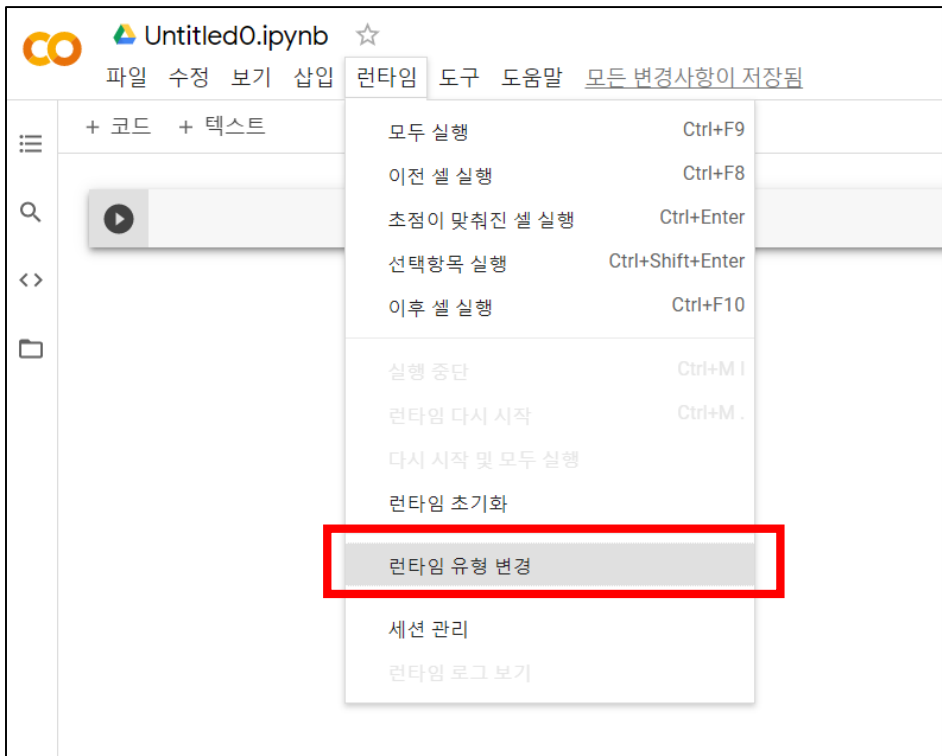 Untitled0.ipynb
파일 수정 보기 삽입 런타임 도구 도움말 모든 변경사항이 저장됨
+ 코드 + 텍스트
모두 실행 Ctrl+F9
이전 셀 실행 Ctrl+F8
초점이 맞춰진 셀 실행 Ctrl+Enter
선택항목 실행 Ctrl+Shift+Enter
이후 셀 실행 Ctrl+F10
실행 중단 Ctrl+M I
런타임 다시 시작 Ctrl+M .
다시 시작 및 모두 실행
런타임 초기화
런타임 유형 변경
세션 관리
런타임 로그 보기